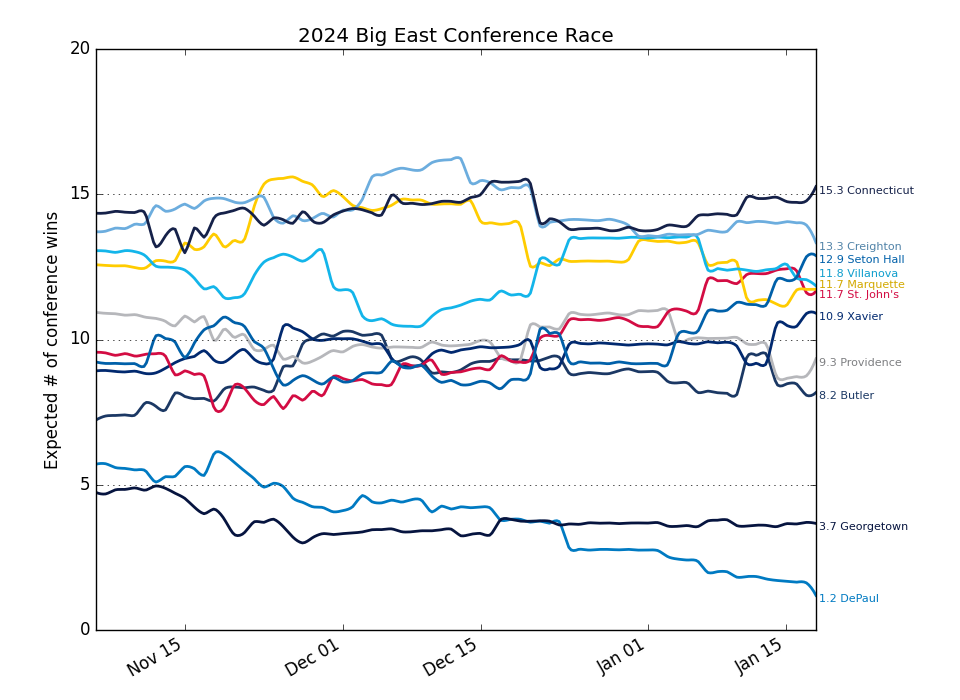 2024 Big East Conference Race
Expected # of conference wins
20
15
10
5
0
Nov 15
Dec 01
Dec 15
Jan 01
Jan 15
15.3 Connecticut
13.3 Creighton
12.9 Seton Hall
11.8 Villanova
11.7 Marquette
11.7 St. John's
10.9 Xavier
9.3 Providence
8.2 Butler
3.7 Georgetown
1.2 DePaul